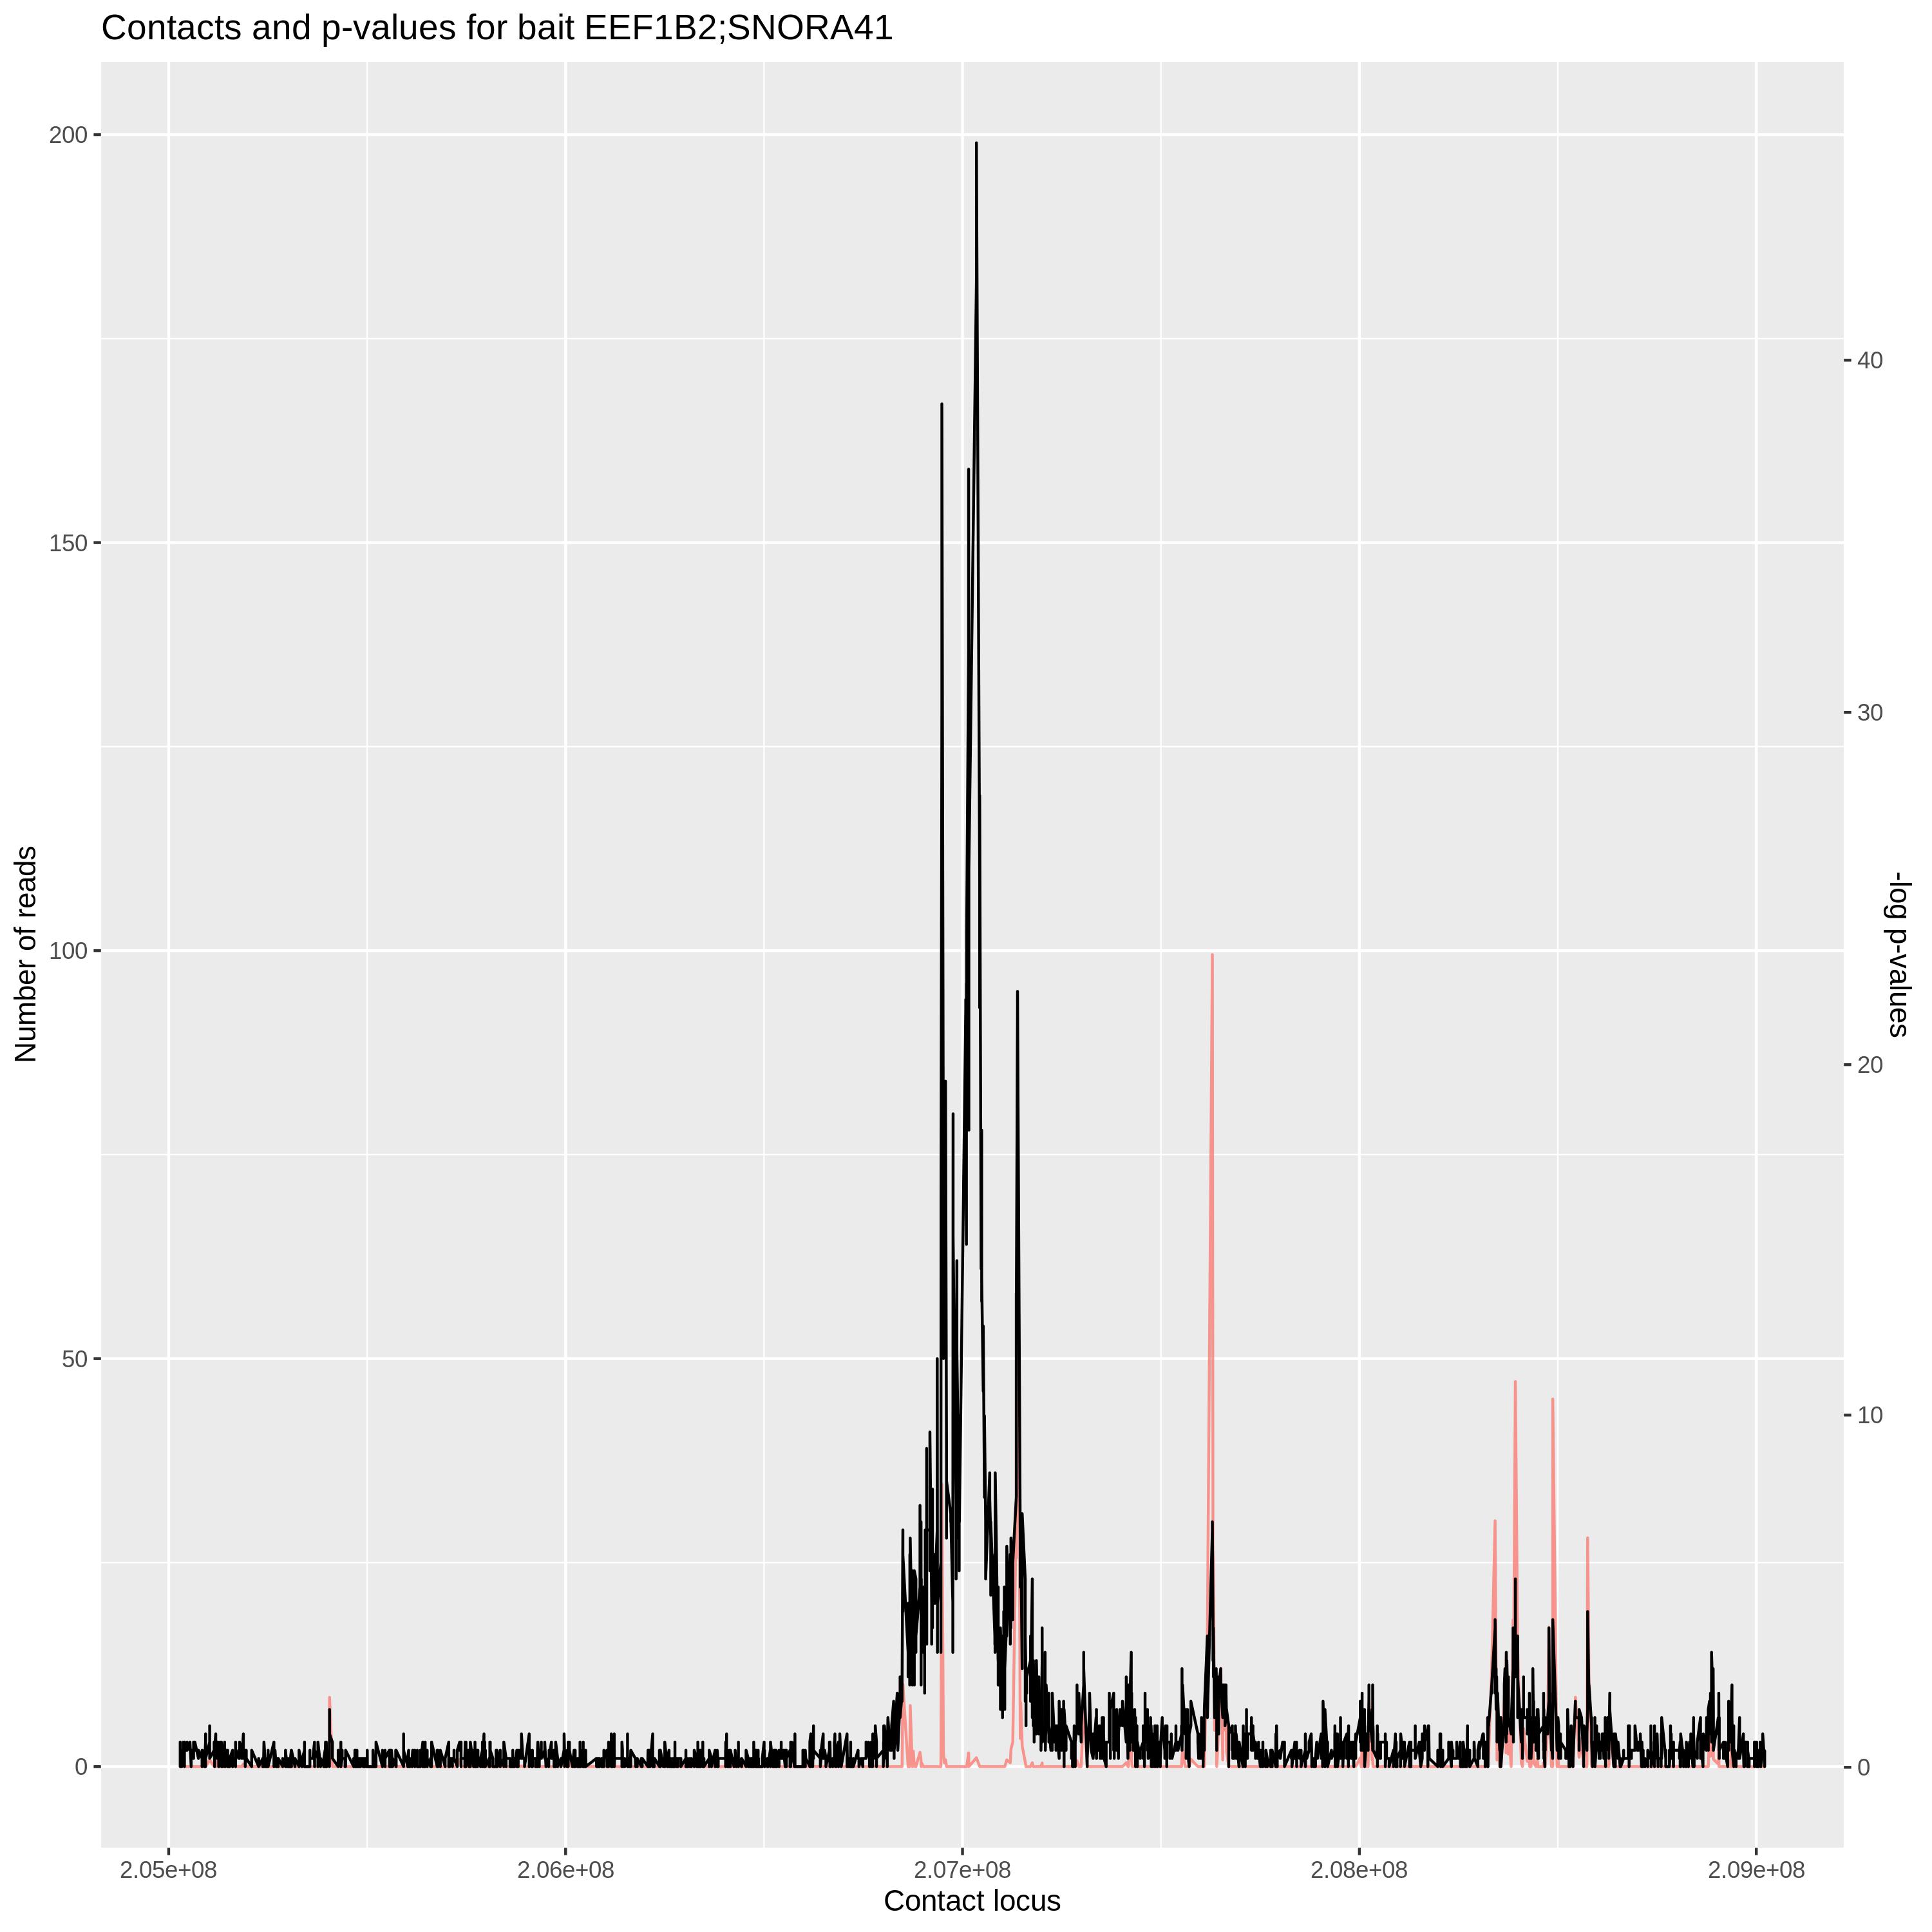 Contacts and p-values for bait EEF1B2;SNORA41
200
150
100
50
0
Number of reads
40
30
20
10
0
-log p-values
2.05e+08
2.06e+08
2.07e+08
2.08e+08
2.09e+08
Contact locus